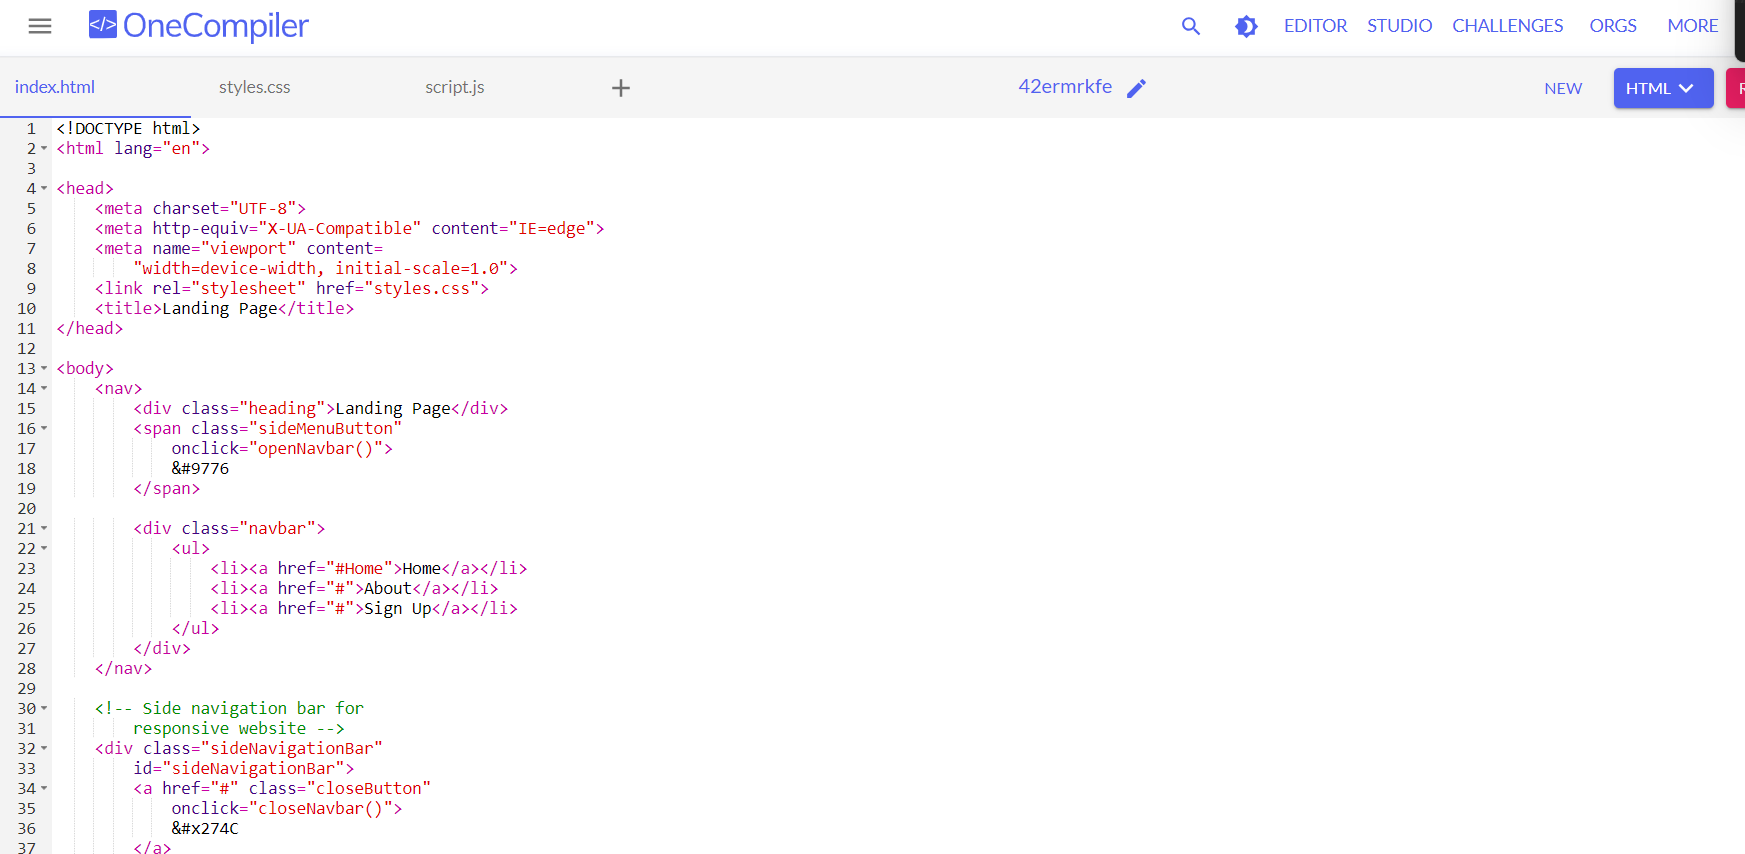 </> OneCompiler
EDITOR STUDIO CHALLENGES ORGS MORE
index.html styles.css script.js + 42ermrkfe NEW HTML
1 <!DOCTYPE html>
2 <html lang="en">
3
4 <head>
5 <meta charset="UTF-8">
6 <meta http-equiv="X-UA-Compatible" content="IE=edge">
7 <meta name="viewport" content=
8 "width=device-width, initial-scale=1.0">
9 <link rel="stylesheet" href="styles.css">
10 <title>Landing Page</title>
11 </head>
12
13 <body>
14 <nav>
15 <div class="heading">Landing Page</div>
16 <span class="sideMenuButton"
17 onclick="openNavbar()">
18 &#9776
19 </span>
20
21 <div class="navbar">
22 <ul>
23 <li><a href="#Home">Home</a></li>
24 <li><a href="#">About</a></li>
25 <li><a href="#">Sign Up</a></li>
26 </ul>
27 </div>
28 </nav>
29
30 <!-- Side navigation bar for
31 responsive website -->
32 <div class="sideNavigationBar"
33 id="sideNavigationBar">
34 <a href="#" class="closeButton"
35 onclick="closeNavbar()">
36 &#x274C
37 </a>